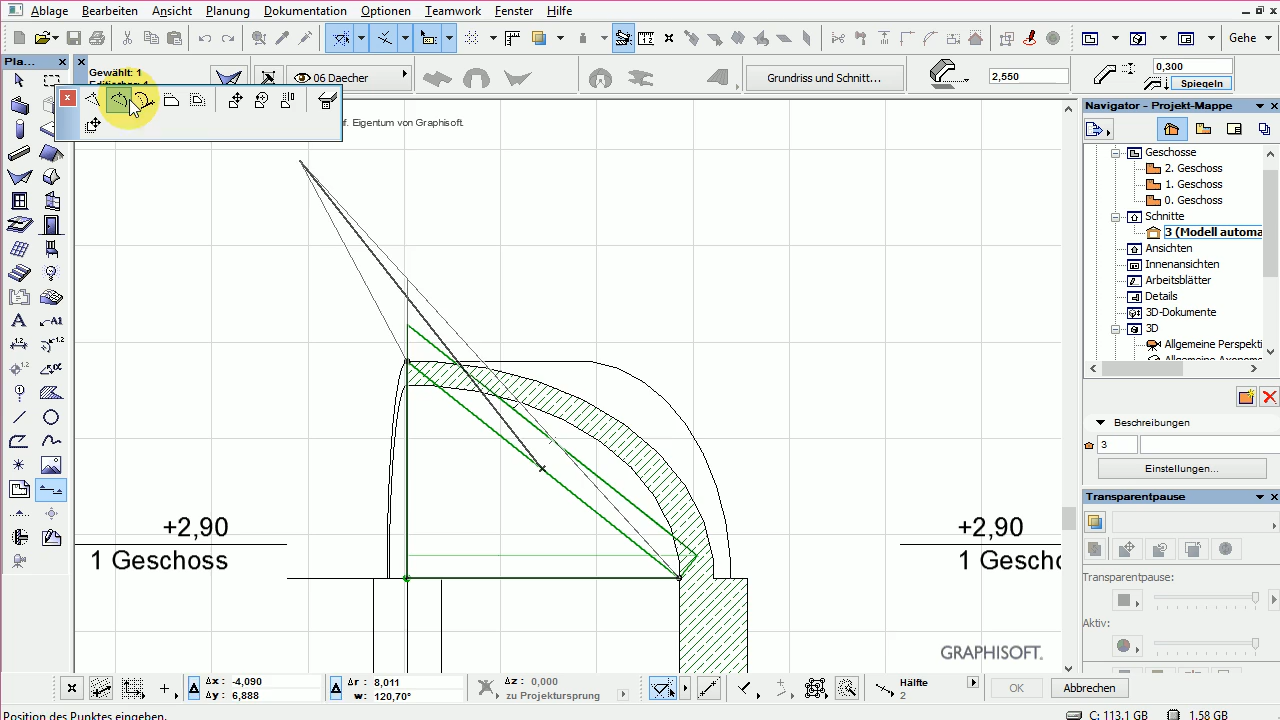 Ablage Bearbeiten Ansicht Planung Dokumentation Optionen Teamwork Fenster Hilfe
Gehe
Pla...
Gewählt: 1
06 Daecher
Grundriss und Schnitt...
2,550
0,300
Spiegeln
f. Eigentum von Graphisoft.
Navigator - Projekt-Mappe
Geschosse
2. Geschoss
1. Geschoss
0. Geschoss
Schnitte
3 (Modell automa
Ansichten
Innenansichten
Arbeitsblätter
Details
3D-Dokumente
3D
Allgemeine Perspekti
Beschreibungen
3
Einstellungen...
Transparentpause
Transparentpause:
Aktiv:
+2,90
1 Geschoss
+2,90
1 Gescho
GRAPHISOFT.
Δx: -4,090
Δy: 6,888
Δr: 8,011
w: 120,70°
Δz: 0,000
zu Projektursprung
Hälfte
2
OK
Abbrechen
Position des Punktes eingeben.
C: 113.1 GB
1.58 GB